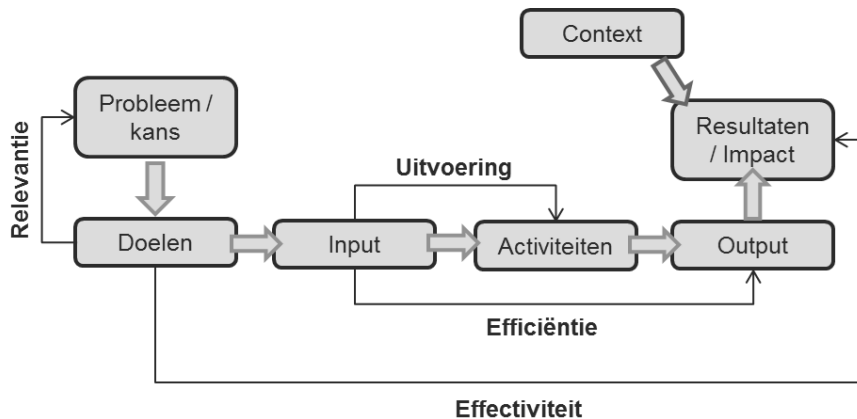 Context
Probleem /
kans
Resultaten
/ Impact
Relevantie
Uitvoering
Doelen
Input
Activiteiten
Output
Efficiëntie
Effectiviteit